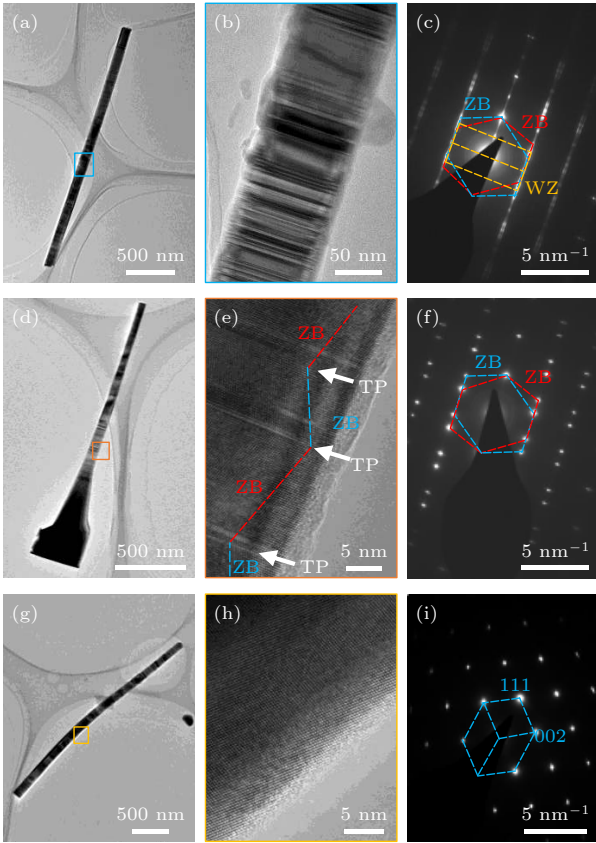 (a)
500 nm
(b)
50 nm
(c)
ZB
ZB
WZ
5 nm⁻¹
(d)
500 nm
(e)
ZB
TP
ZB
TP
ZB
ZB
TP
5 nm
(f)
ZB
ZB
5 nm⁻¹
(g)
500 nm
(h)
5 nm
(i)
111
002
5 nm⁻¹